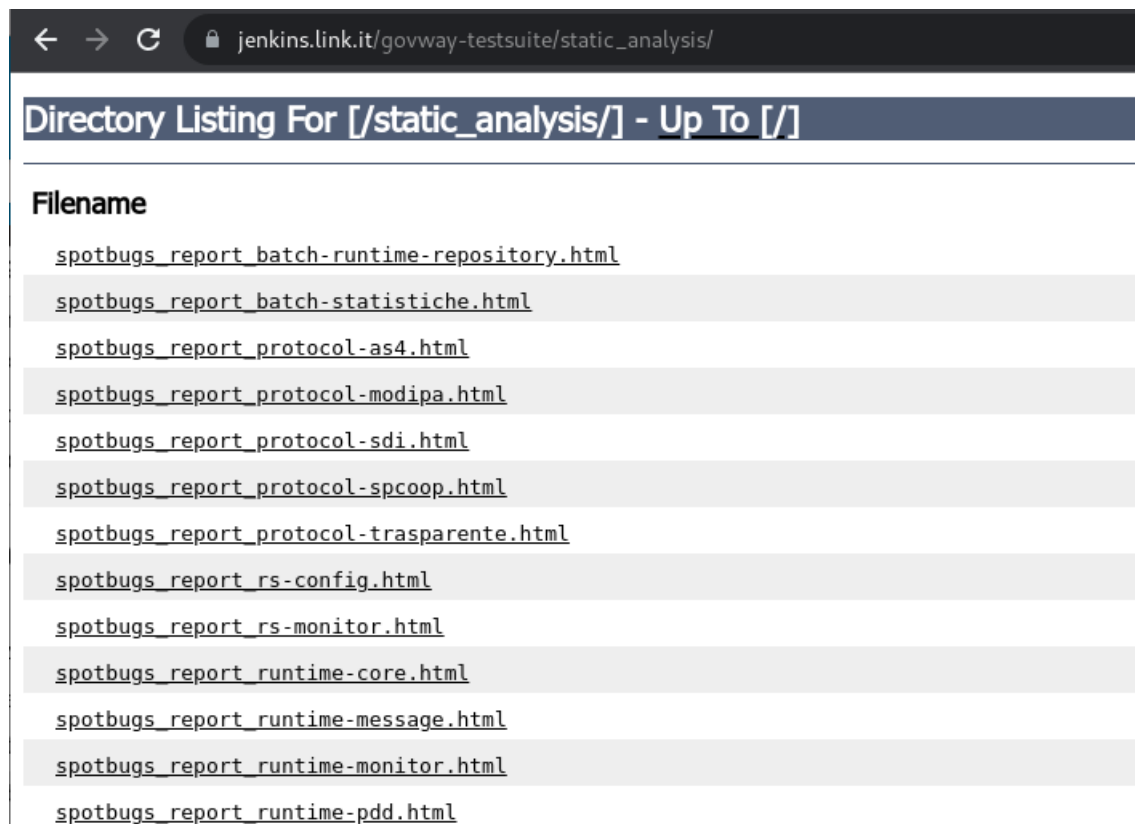 jenkins.link.it/govway-testsuite/static_analysis/
Directory Listing For [/static_analysis/] - Up To [/]
Filename
spotbugs_report_batch-runtime-repository.html
spotbugs_report_batch-statistiche.html
spotbugs_report_protocol-as4.html
spotbugs_report_protocol-modipa.html
spotbugs_report_protocol-sdi.html
spotbugs_report_protocol-spcoop.html
spotbugs_report_protocol-trasparente.html
spotbugs_report_rs-config.html
spotbugs_report_rs-monitor.html
spotbugs_report_runtime-core.html
spotbugs_report_runtime-message.html
spotbugs_report_runtime-monitor.html
spotbugs_report_runtime-pdd.html